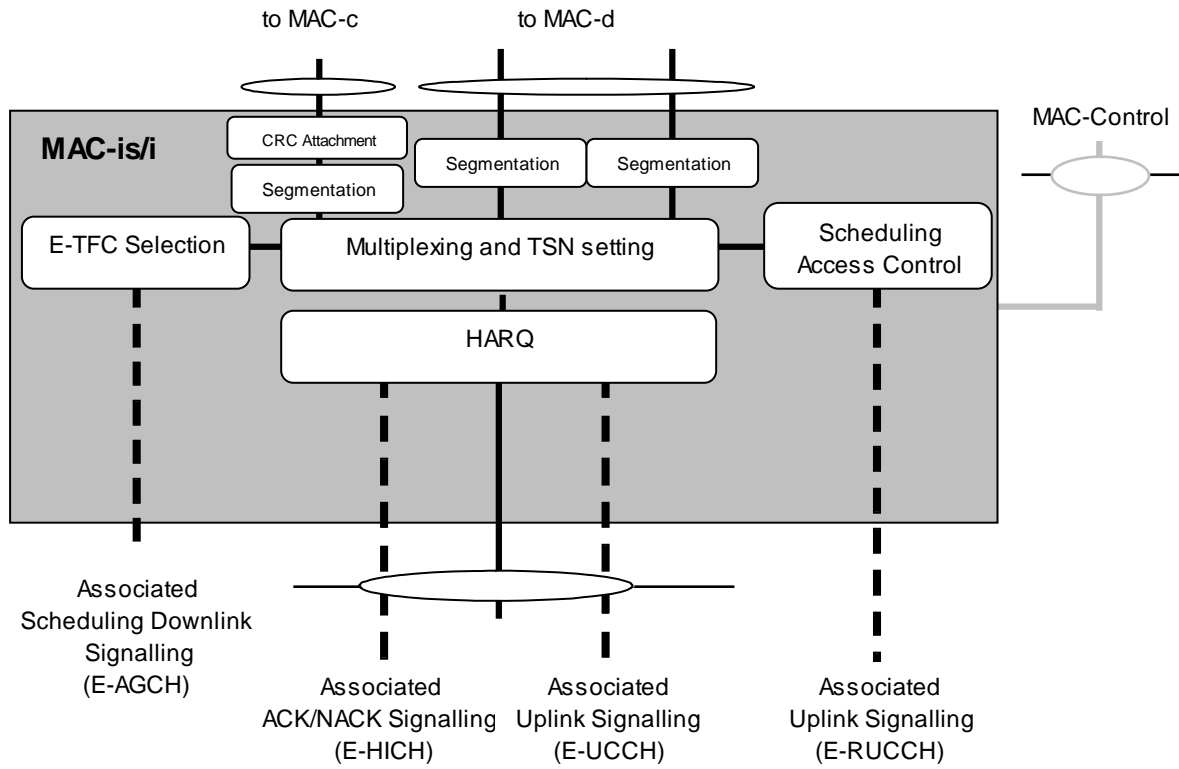 to MAC-c
to MAC-d
MAC-Control
MAC-is/i
CRC Attachment
Segmentation
Segmentation
Segmentation
E-TFC Selection
Multiplexing and TSN setting
Scheduling
Access Control
HARQ
Associated
Scheduling Downlink
Signalling
(E-AGCH)
Associated
ACK/NACK Signalling
(E-HICH)
Associated
Uplink Signalling
(E-UCCH)
Associated
Uplink Signalling
(E-RUCCH)